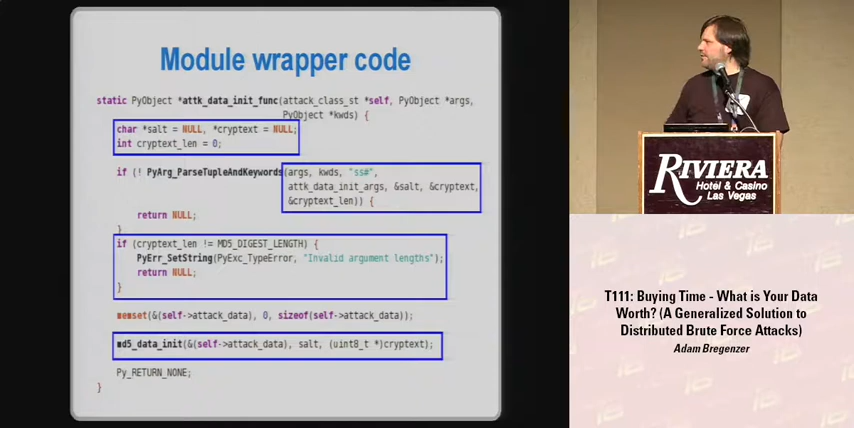 Module wrapper code
static PyObject *attk_data_init_func(attack_class_st *self, PyObject *args,
PyObject *kwds) {
char *salt = NULL, *cryptext = NULL;
int cryptext_len = 0;
if (! PyArg_ParseTupleAndKeywords(args, kwds, "ss#",
attk_data_init_args, &salt, &cryptext,
&cryptext_len)) {
return NULL;
}
if (cryptext_len != MD5_DIGEST_LENGTH) {
PyErr_SetString(PyExc_TypeError, "Invalid argument lengths");
return NULL;
}
memset(&(self->attack_data), 0, sizeof(self->attack_data));
md5_data_init(&(self->attack_data), salt, (uint8_t *)cryptext);
Py_RETURN_NONE;
}
RIVIERA
Hotel & Casino
Las Vegas
T111: Buying Time - What is Your Data
Worth? (A Generalized Solution to
Distributed Brute Force Attacks)
Adam Bregenzer